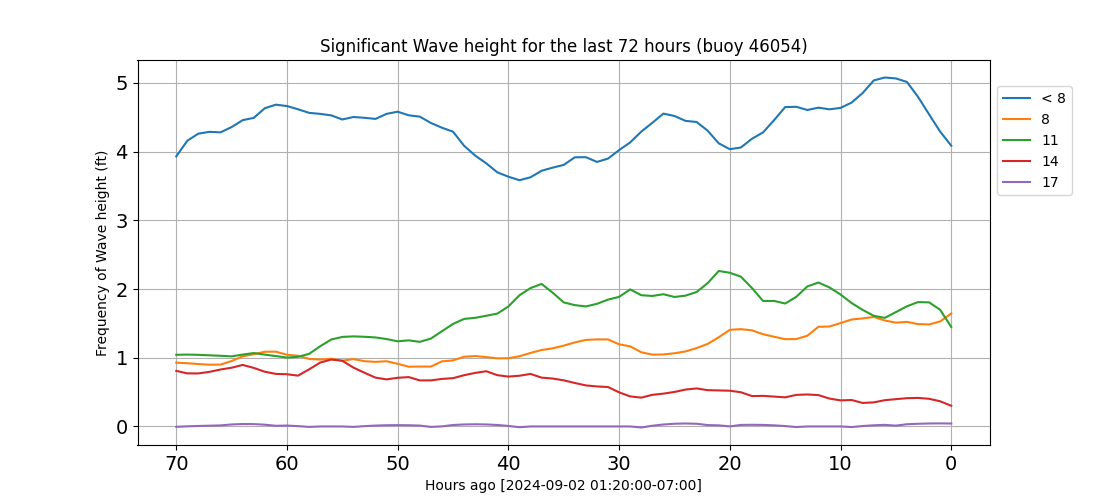 Significant Wave height for the last 72 hours (buoy 46054)
Frequency of Wave height (ft)
5
4
3
2
1
0
70 60 50 40 30 20 10 0
Hours ago [2024-09-02 01:20:00-07:00]
< 8
8
11
14
17